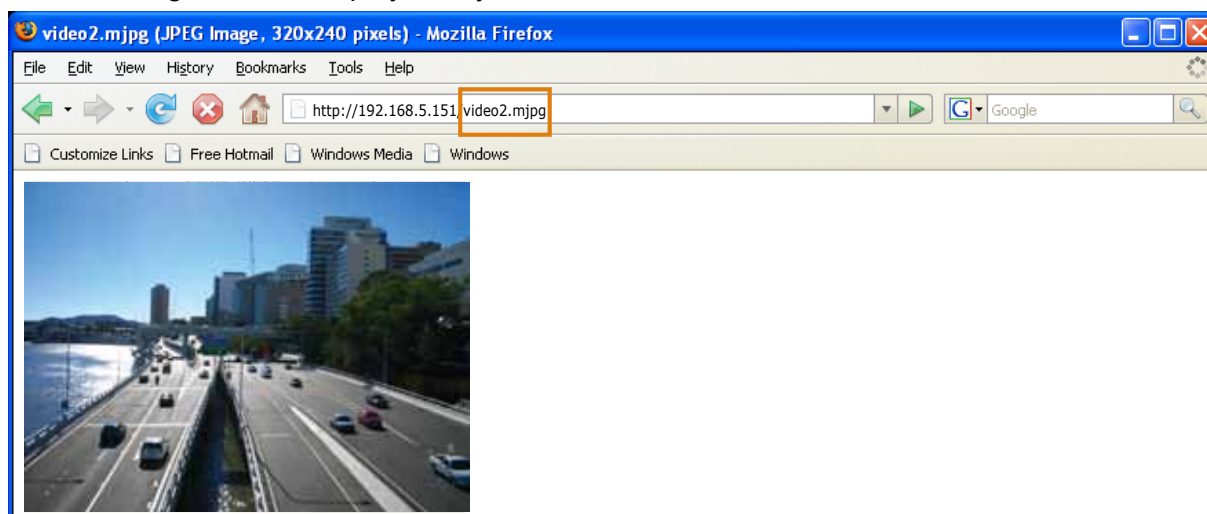 video2.mjpg (JPEG Image, 320x240 pixels) - Mozilla Firefox
File Edit View History Bookmarks Tools Help
http://192.168.5.151/video2.mjpg G Google
Customize Links Free Hotmail Windows Media Windows